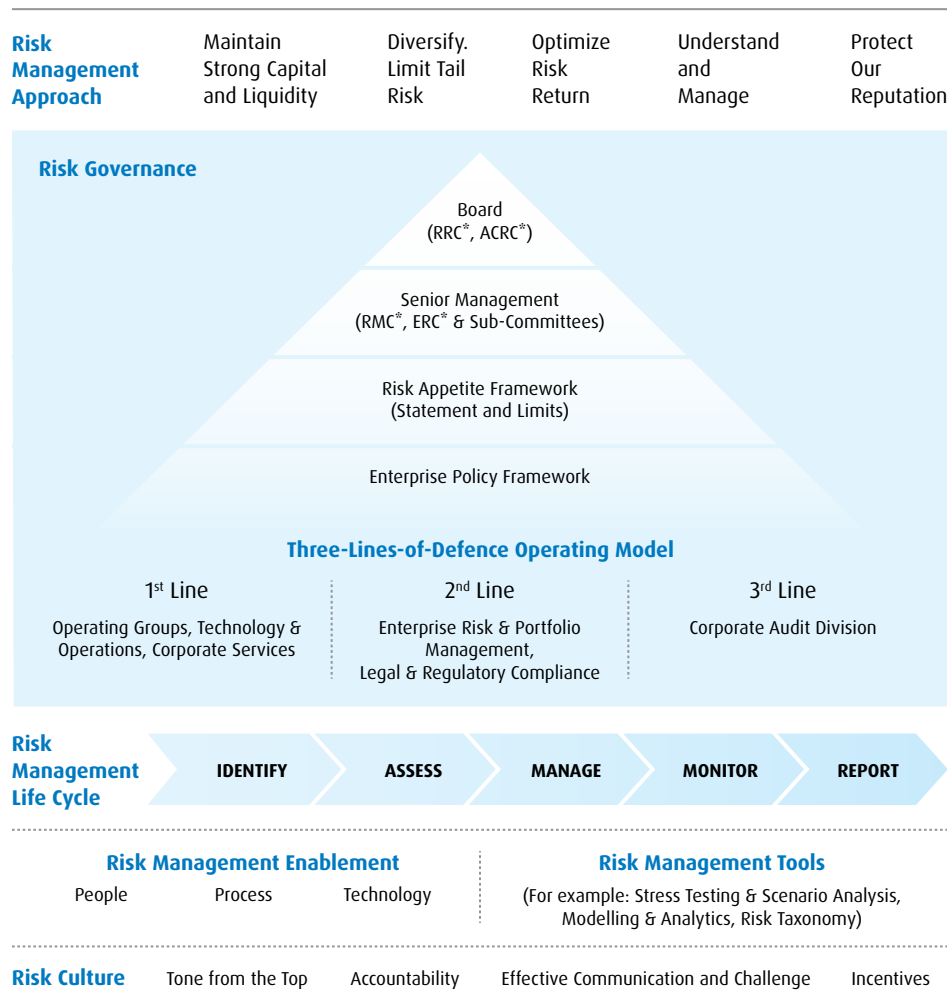 Risk
Management
Approach
Maintain
Strong Capital
and Liquidity
Diversify.
Limit Tail
Risk
Optimize
Risk
Return
Understand
and
Manage
Protect
Our
Reputation
Risk Governance
Board
(RRC*, ACRC*)
Senior Management
(RMC*, ERC* & Sub-Committees)
Risk Appetite Framework
(Statement and Limits)
Enterprise Policy Framework
Three-Lines-of-Defence Operating Model
1st Line
Operating Groups, Technology &
Operations, Corporate Services
2nd Line
Enterprise Risk & Portfolio
Management,
Legal & Regulatory Compliance
3rd Line
Corporate Audit Division
Risk
Management
Life Cycle
IDENTIFY
ASSESS
MANAGE
MONITOR
REPORT
Risk Management Enablement
People Process Technology
Risk Management Tools
(For example: Stress Testing & Scenario Analysis,
Modelling & Analytics, Risk Taxonomy)
Risk Culture Tone from the Top Accountability Effective Communication and Challenge Incentives